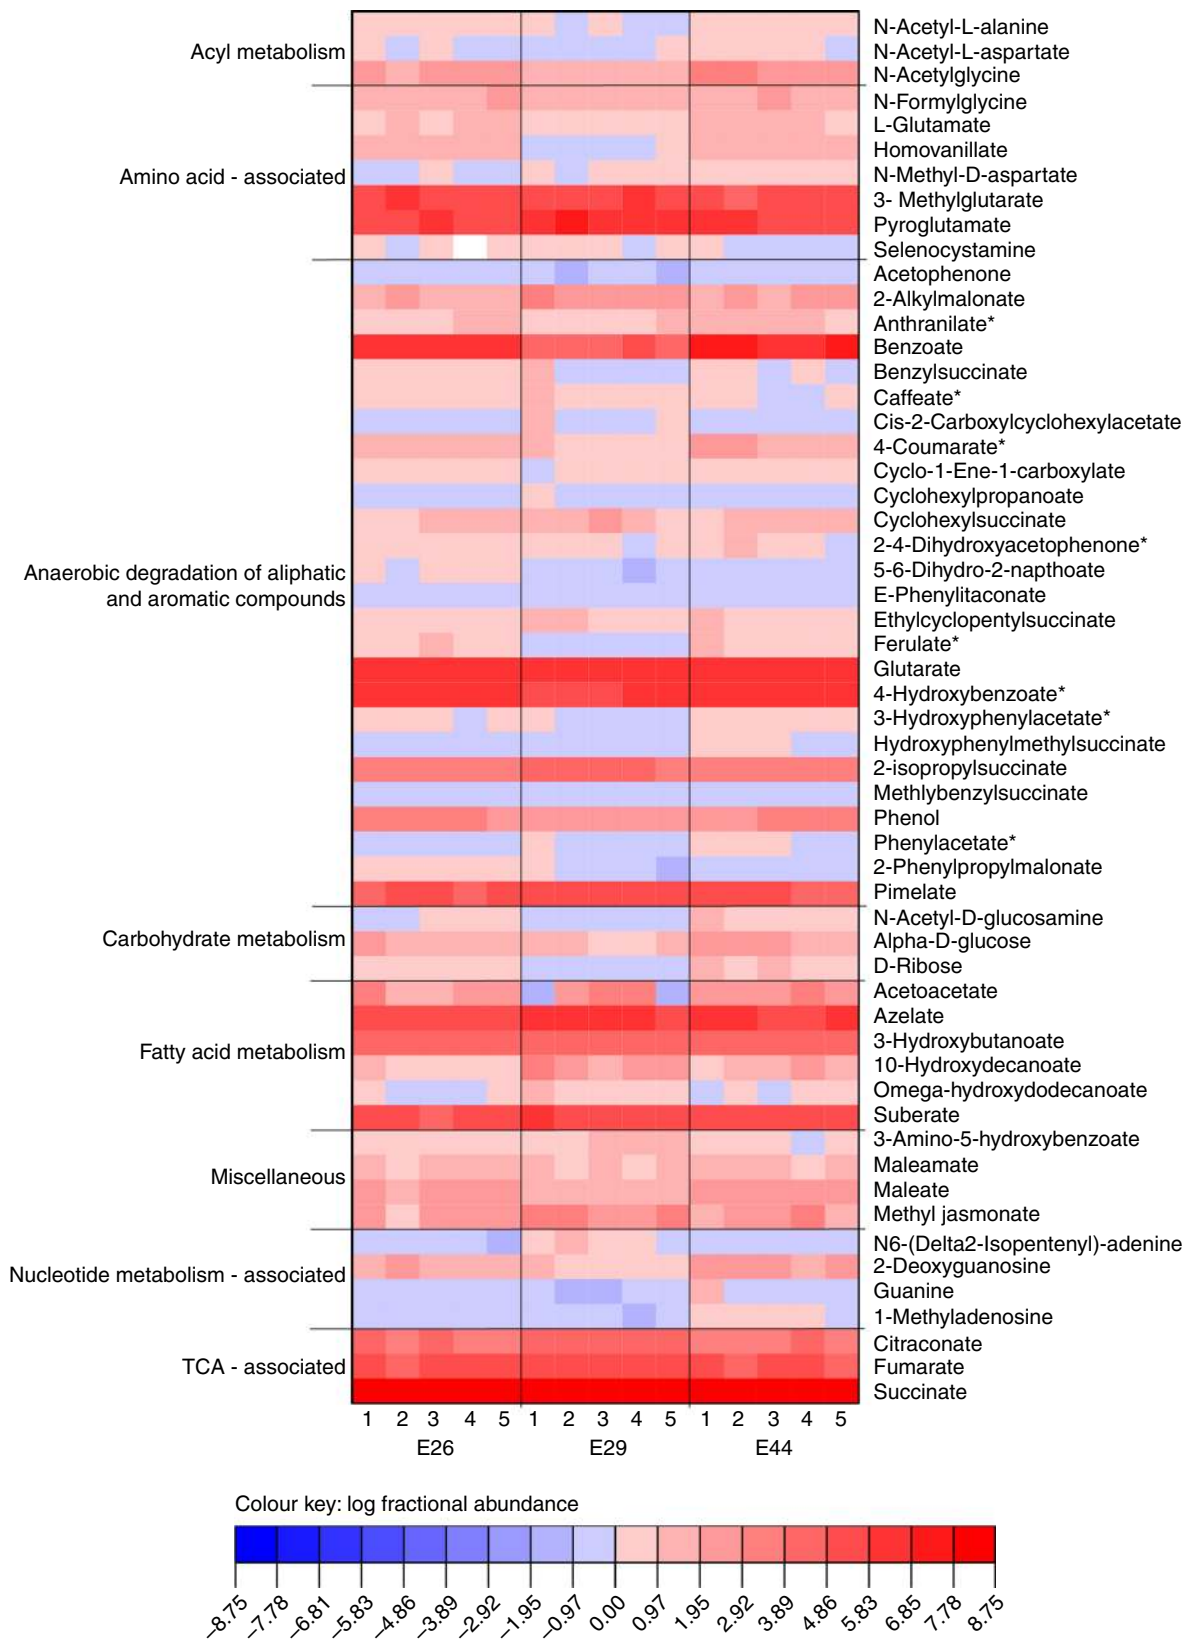 Acyl metabolism
N-Acetyl-L-alanine
N-Acetyl-L-aspartate
N-Acetylglycine
Amino acid - associated
N-Formylglycine
L-Glutamate
Homovanillate
N-Methyl-D-aspartate
3- Methylglutarate
Pyroglutamate
Selenocystamine
Anaerobic degradation of aliphatic
and aromatic compounds
Acetophenone
2-Alkylmalonate
Anthranilate*
Benzoate
Benzylsuccinate
Caffeate*
Cis-2-Carboxylcyclohexylacetate
4-Coumarate*
Cyclo-1-Ene-1-carboxylate
Cyclohexylpropanoate
Cyclohexylsuccinate
2-4-Dihydroxyacetophenone*
5-6-Dihydro-2-napthoate
E-Phenylitaconate
Ethylcyclopentylsuccinate
Ferulate*
Glutarate
4-Hydroxybenzoate*
3-Hydroxyphenylacetate*
Hydroxyphenylmethylsuccinate
2-isopropylsuccinate
Methlybenzylsuccinate
Phenol
Phenylacetate*
2-Phenylpropylmalonate
Pimelate
Carbohydrate metabolism
N-Acetyl-D-glucosamine
Alpha-D-glucose
D-Ribose
Fatty acid metabolism
Acetoacetate
Azelate
3-Hydroxybutanoate
10-Hydroxydecanoate
Omega-hydroxydodecanoate
Suberate
Miscellaneous
3-Amino-5-hydroxybenzoate
Maleamate
Maleate
Methyl jasmonate
Nucleotide metabolism - associated
N6-(Delta2-Isopentenyl)-adenine
2-Deoxyguanosine
Guanine
1-Methyladenosine
TCA - associated
Citraconate
Fumarate
Succinate
1 2 3 4 5 1 2 3 4 5 1 2 3 4 5
E26 E29 E44
Colour key: log fractional abundance
–8.75 –7.78 –6.81 –5.83 –4.86 –3.89 –2.92 –1.95 –0.97 0.00 0.97 1.95 2.92 3.89 4.86 5.83 6.85 7.78 8.75